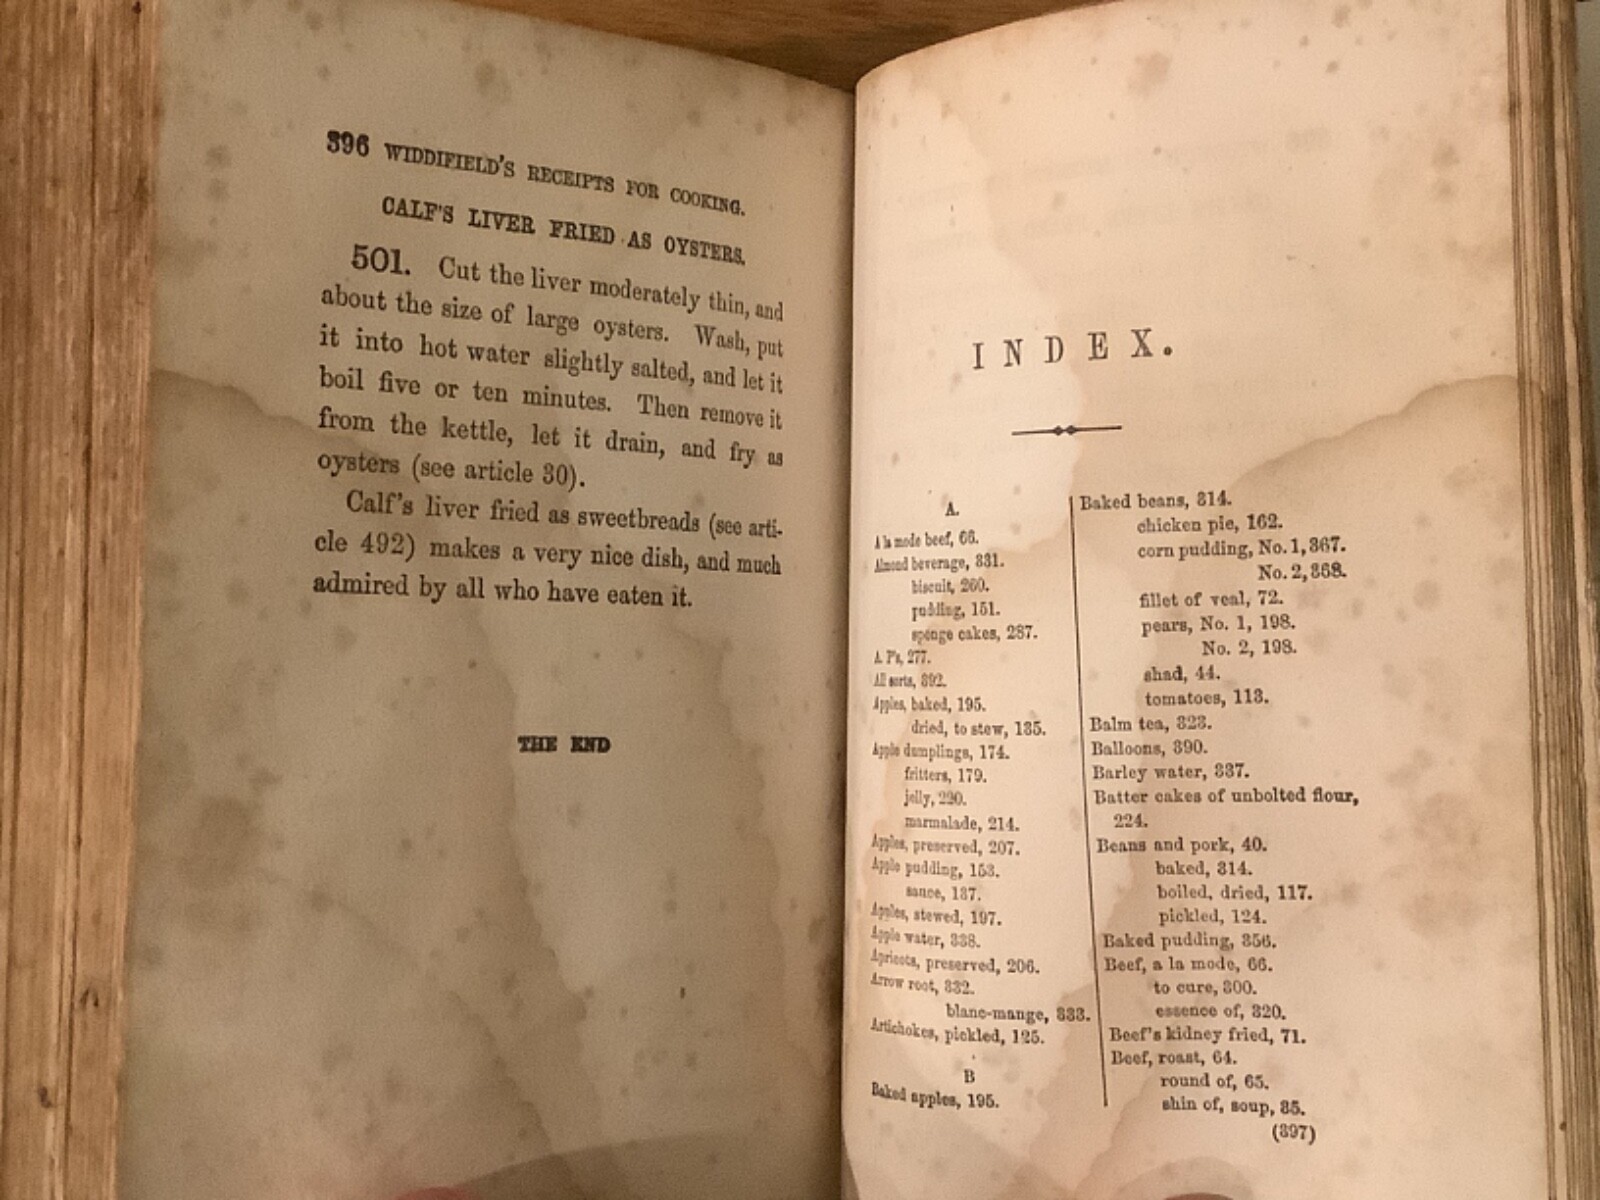 396 WIDDIFIELD'S RECEIPTS FOR COOKING.
CALF'S LIVER FRIED AS OYSTERS.
501. Cut the liver moderately thin, and
about the size of large oysters. Wash, put
it into hot water slightly salted, and let it
boil five or ten minutes. Then remove it
from the kettle, let it drain, and fry as
oysters (see article 30).
Calf's liver fried as sweetbreads (see arti-
cle 492) makes a very nice dish, and much
admired by all who have eaten it.
THE END
INDEX.
A.
A la mode beef, 66.
Almond beverage, 331.
biscuit, 260.
pudding, 151.
sponge cakes, 287.
A. P's, 277.
All sorts, 392.
Apples, baked, 195.
dried, to stew, 135.
Apple dumplings, 174.
fritters, 179.
jelly, 220.
marmalade, 214.
Apples, preserved, 207.
Apple pudding, 153.
sauce, 137.
Apples, stewed, 197.
Apple water, 338.
Apricots, preserved, 206.
Arrow root, 332.
blanc-mange, 333.
Artichokes, pickled, 125.
B
Baked apples, 195.
Baked beans, 314.
chicken pie, 162.
corn pudding, No. 1, 367.
No. 2, 368.
fillet of veal, 72.
pears, No. 1, 198.
No. 2, 198.
shad, 44.
tomatoes, 113.
Balm tea, 323.
Balloons, 390.
Barley water, 337.
Batter cakes of unbolted flour,
224.
Beans and pork, 40.
baked, 314.
boiled, dried, 117.
pickled, 124.
Baked pudding, 356.
Beef, a la mode, 66.
to cure, 300.
essence of, 320.
Beef's kidney fried, 71.
Beef, roast, 64.
round of, 65.
shin of, soup, 35.
(397)